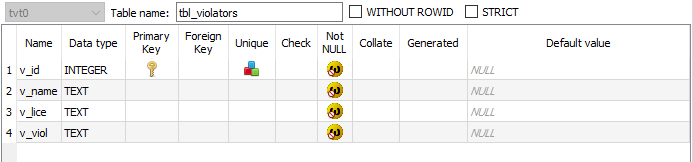 tvt0 Table name: tbl_violators WITHOUT ROWID STRICT
Name Data type Primary Key Foreign Key Unique Check Not NULL Collate Generated Default value
1 v_id INTEGER NULL
2 v_name TEXT NULL
3 v_lice TEXT NULL
4 v_viol TEXT NULL